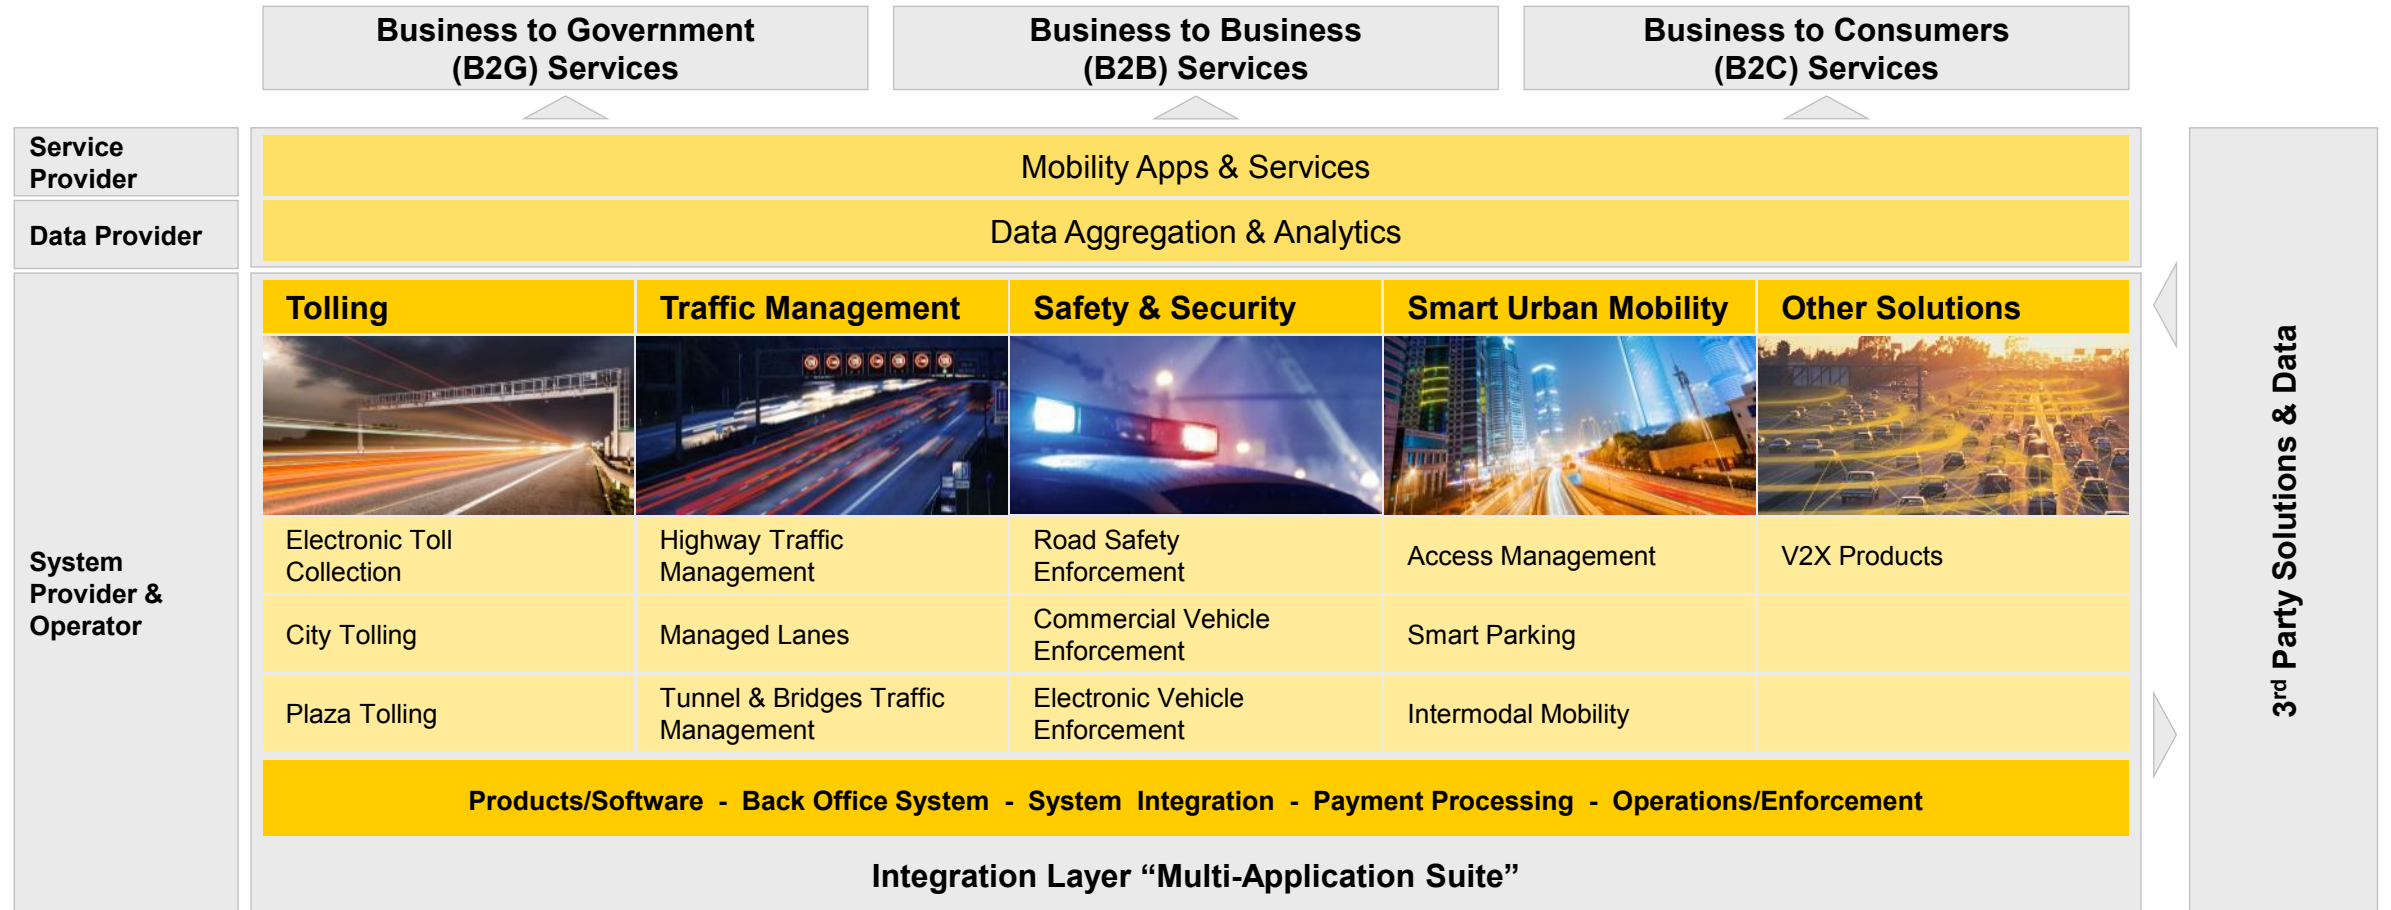 Business to Government
(B2G) Services
Business to Business
(B2B) Services
Business to Consumers
(B2C) Services
Service
Provider
Mobility Apps & Services
Data Provider
Data Aggregation & Analytics
System
Provider &
Operator
Tolling
Traffic Management
Safety & Security
Smart Urban Mobility
Other Solutions
Electronic Toll
Collection
Highway Traffic
Management
Road Safety
Enforcement
Access Management
V2X Products
City Tolling
Managed Lanes
Commercial Vehicle
Enforcement
Smart Parking
Plaza Tolling
Tunnel & Bridges Traffic
Management
Electronic Vehicle
Enforcement
Intermodal Mobility
Products/Software - Back Office System - System Integration - Payment Processing - Operations/Enforcement
Integration Layer “Multi-Application Suite”
3rd Party Solutions & Data